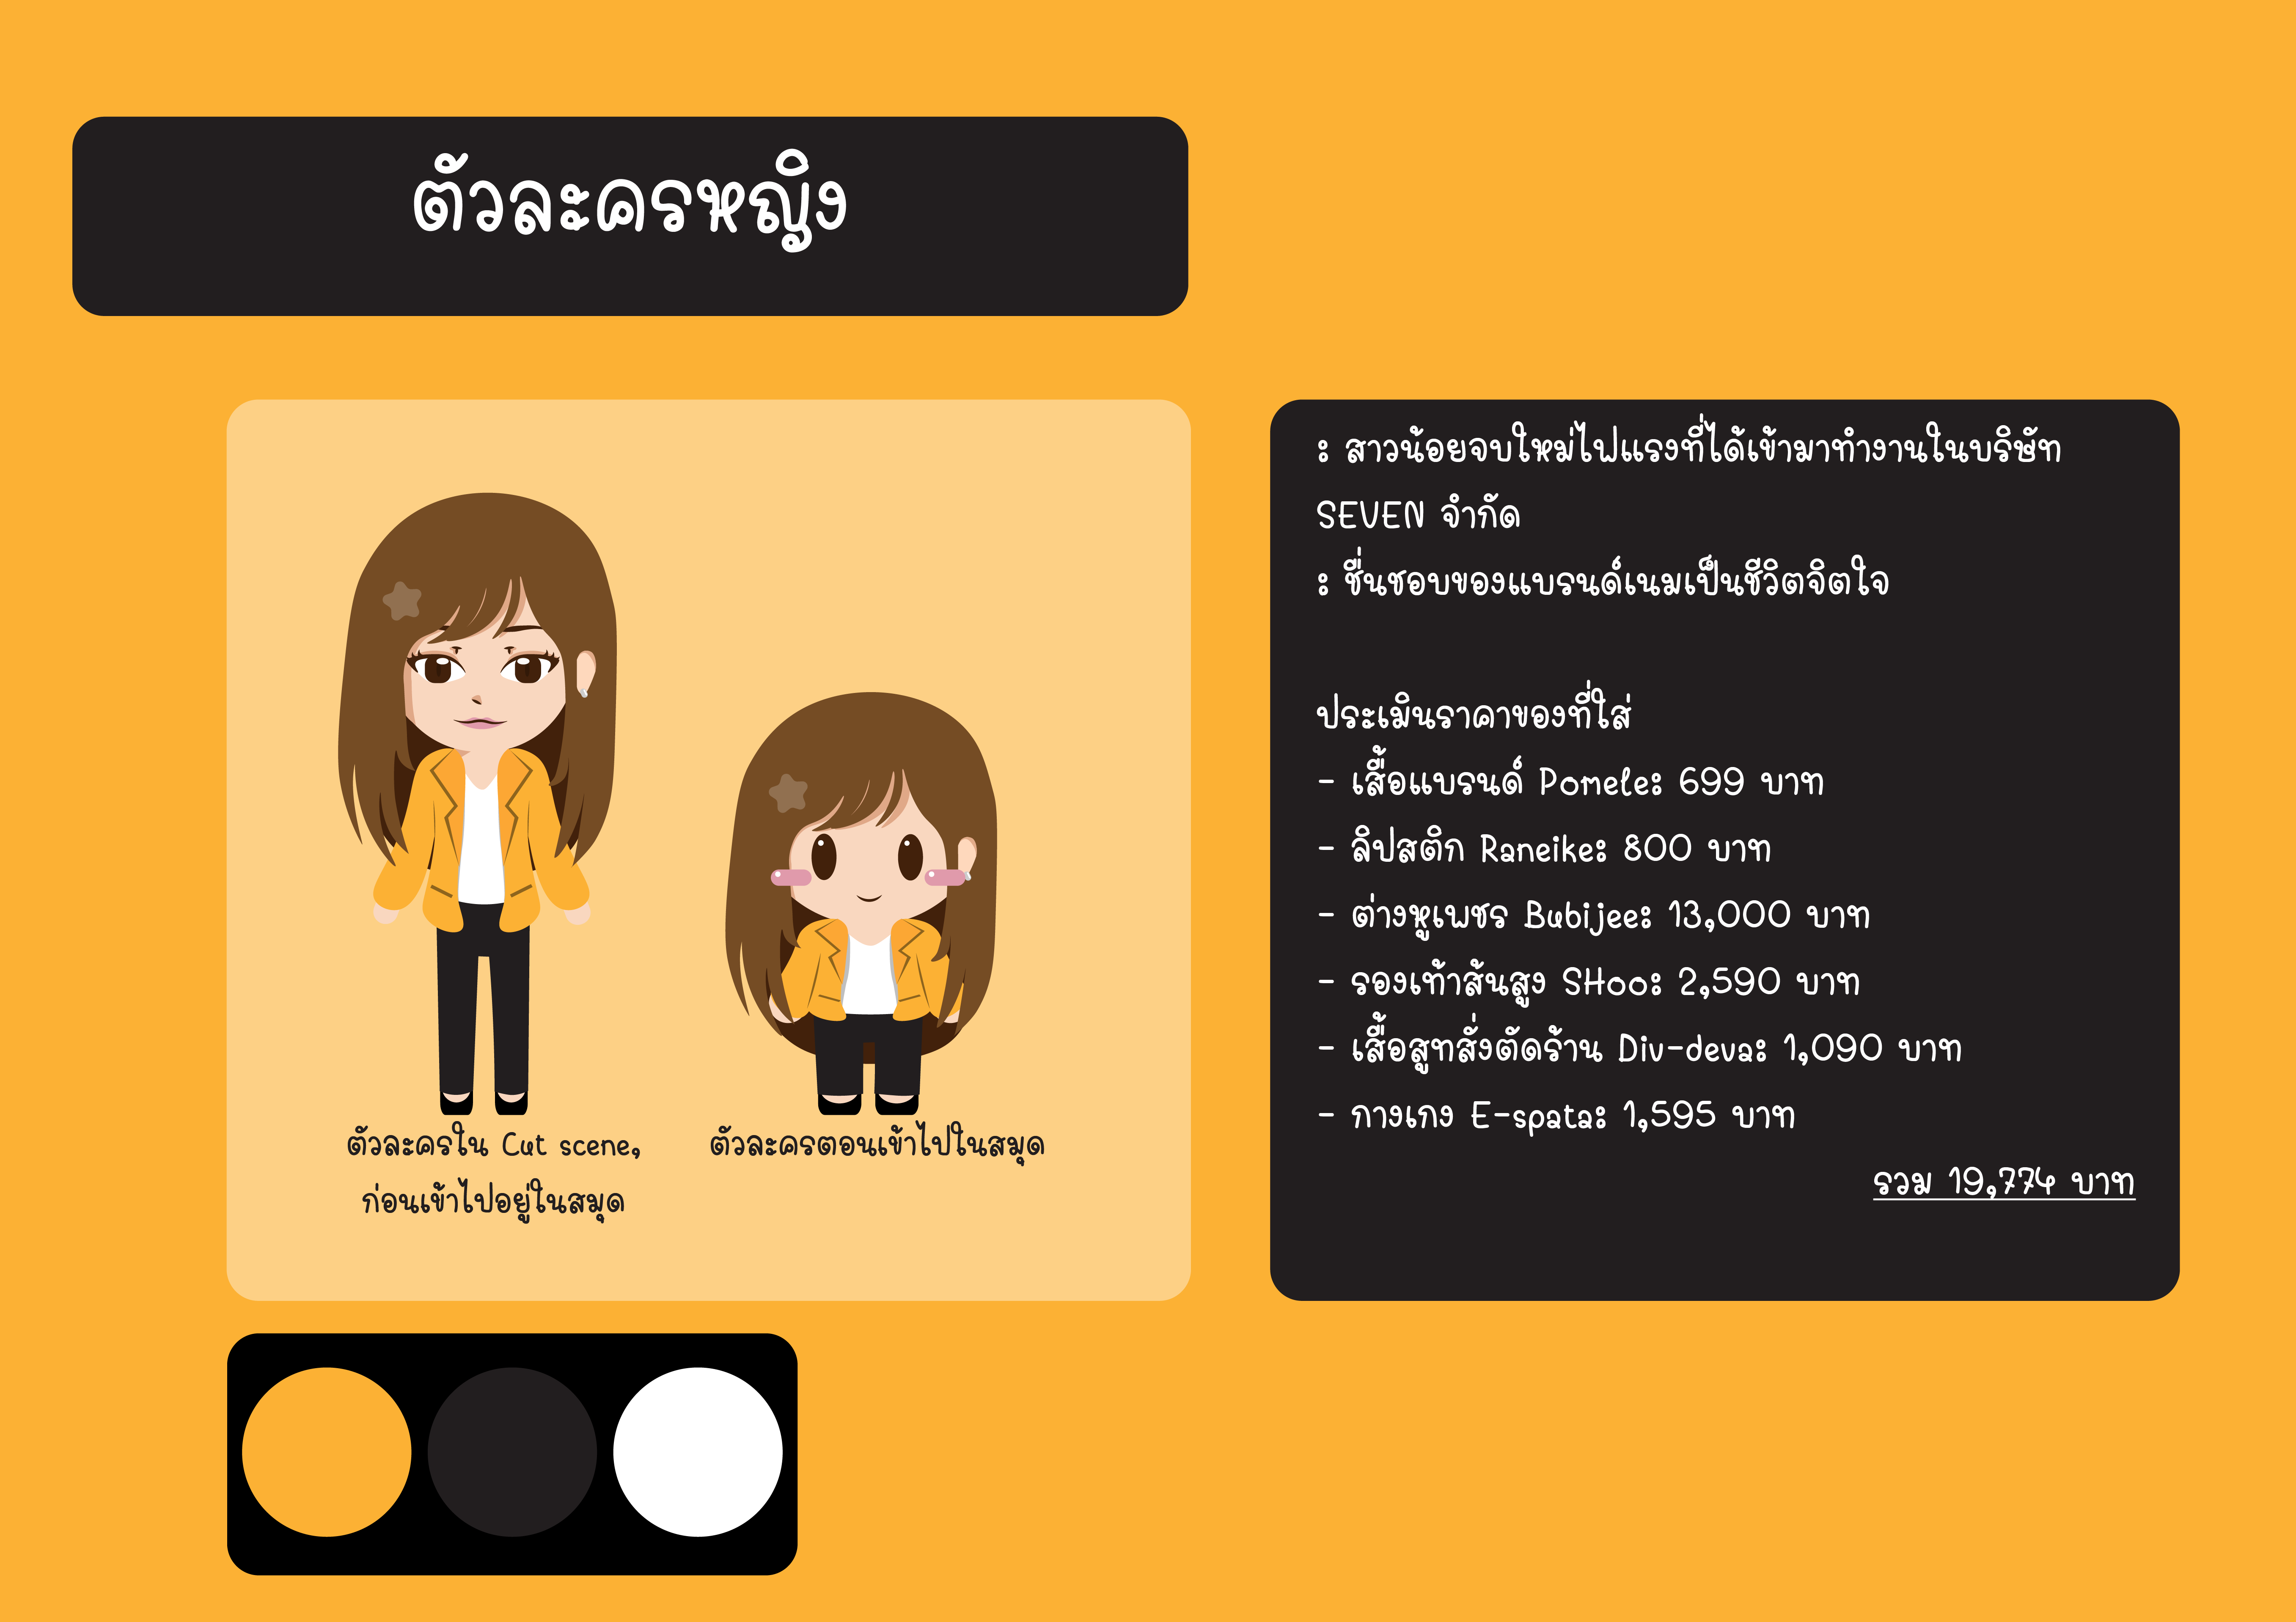 ตัวละครหญิง
: สาวน้อยจบใหม่ไฟแรงที่ได้เข้ามาทำงานในบริษัท
SEVEN จำกัด
: ชื่นชอบของแบรนด์เนมเป็นชีวิตจิตใจ
ประเมินราคาของที่ใส่
- เสื้อแบรนด์ Pomele: 699 บาท
- ลิปสติก Raneike: 800 บาท
- ต่างหูเพชร Bubijee: 13,000 บาท
- รองเท้าส้นสูง SHoo: 2,590 บาท
- เสื้อสูทสั่งตัดร้าน Div-deva: 1,090 บาท
- กางเกง E-spata: 1,595 บาท
รวม 19,774 บาท
ตัวละครใน Cut scene,
ก่อนเข้าไปอยู่ในสมุด
ตัวละครตอนเข้าไปในสมุด